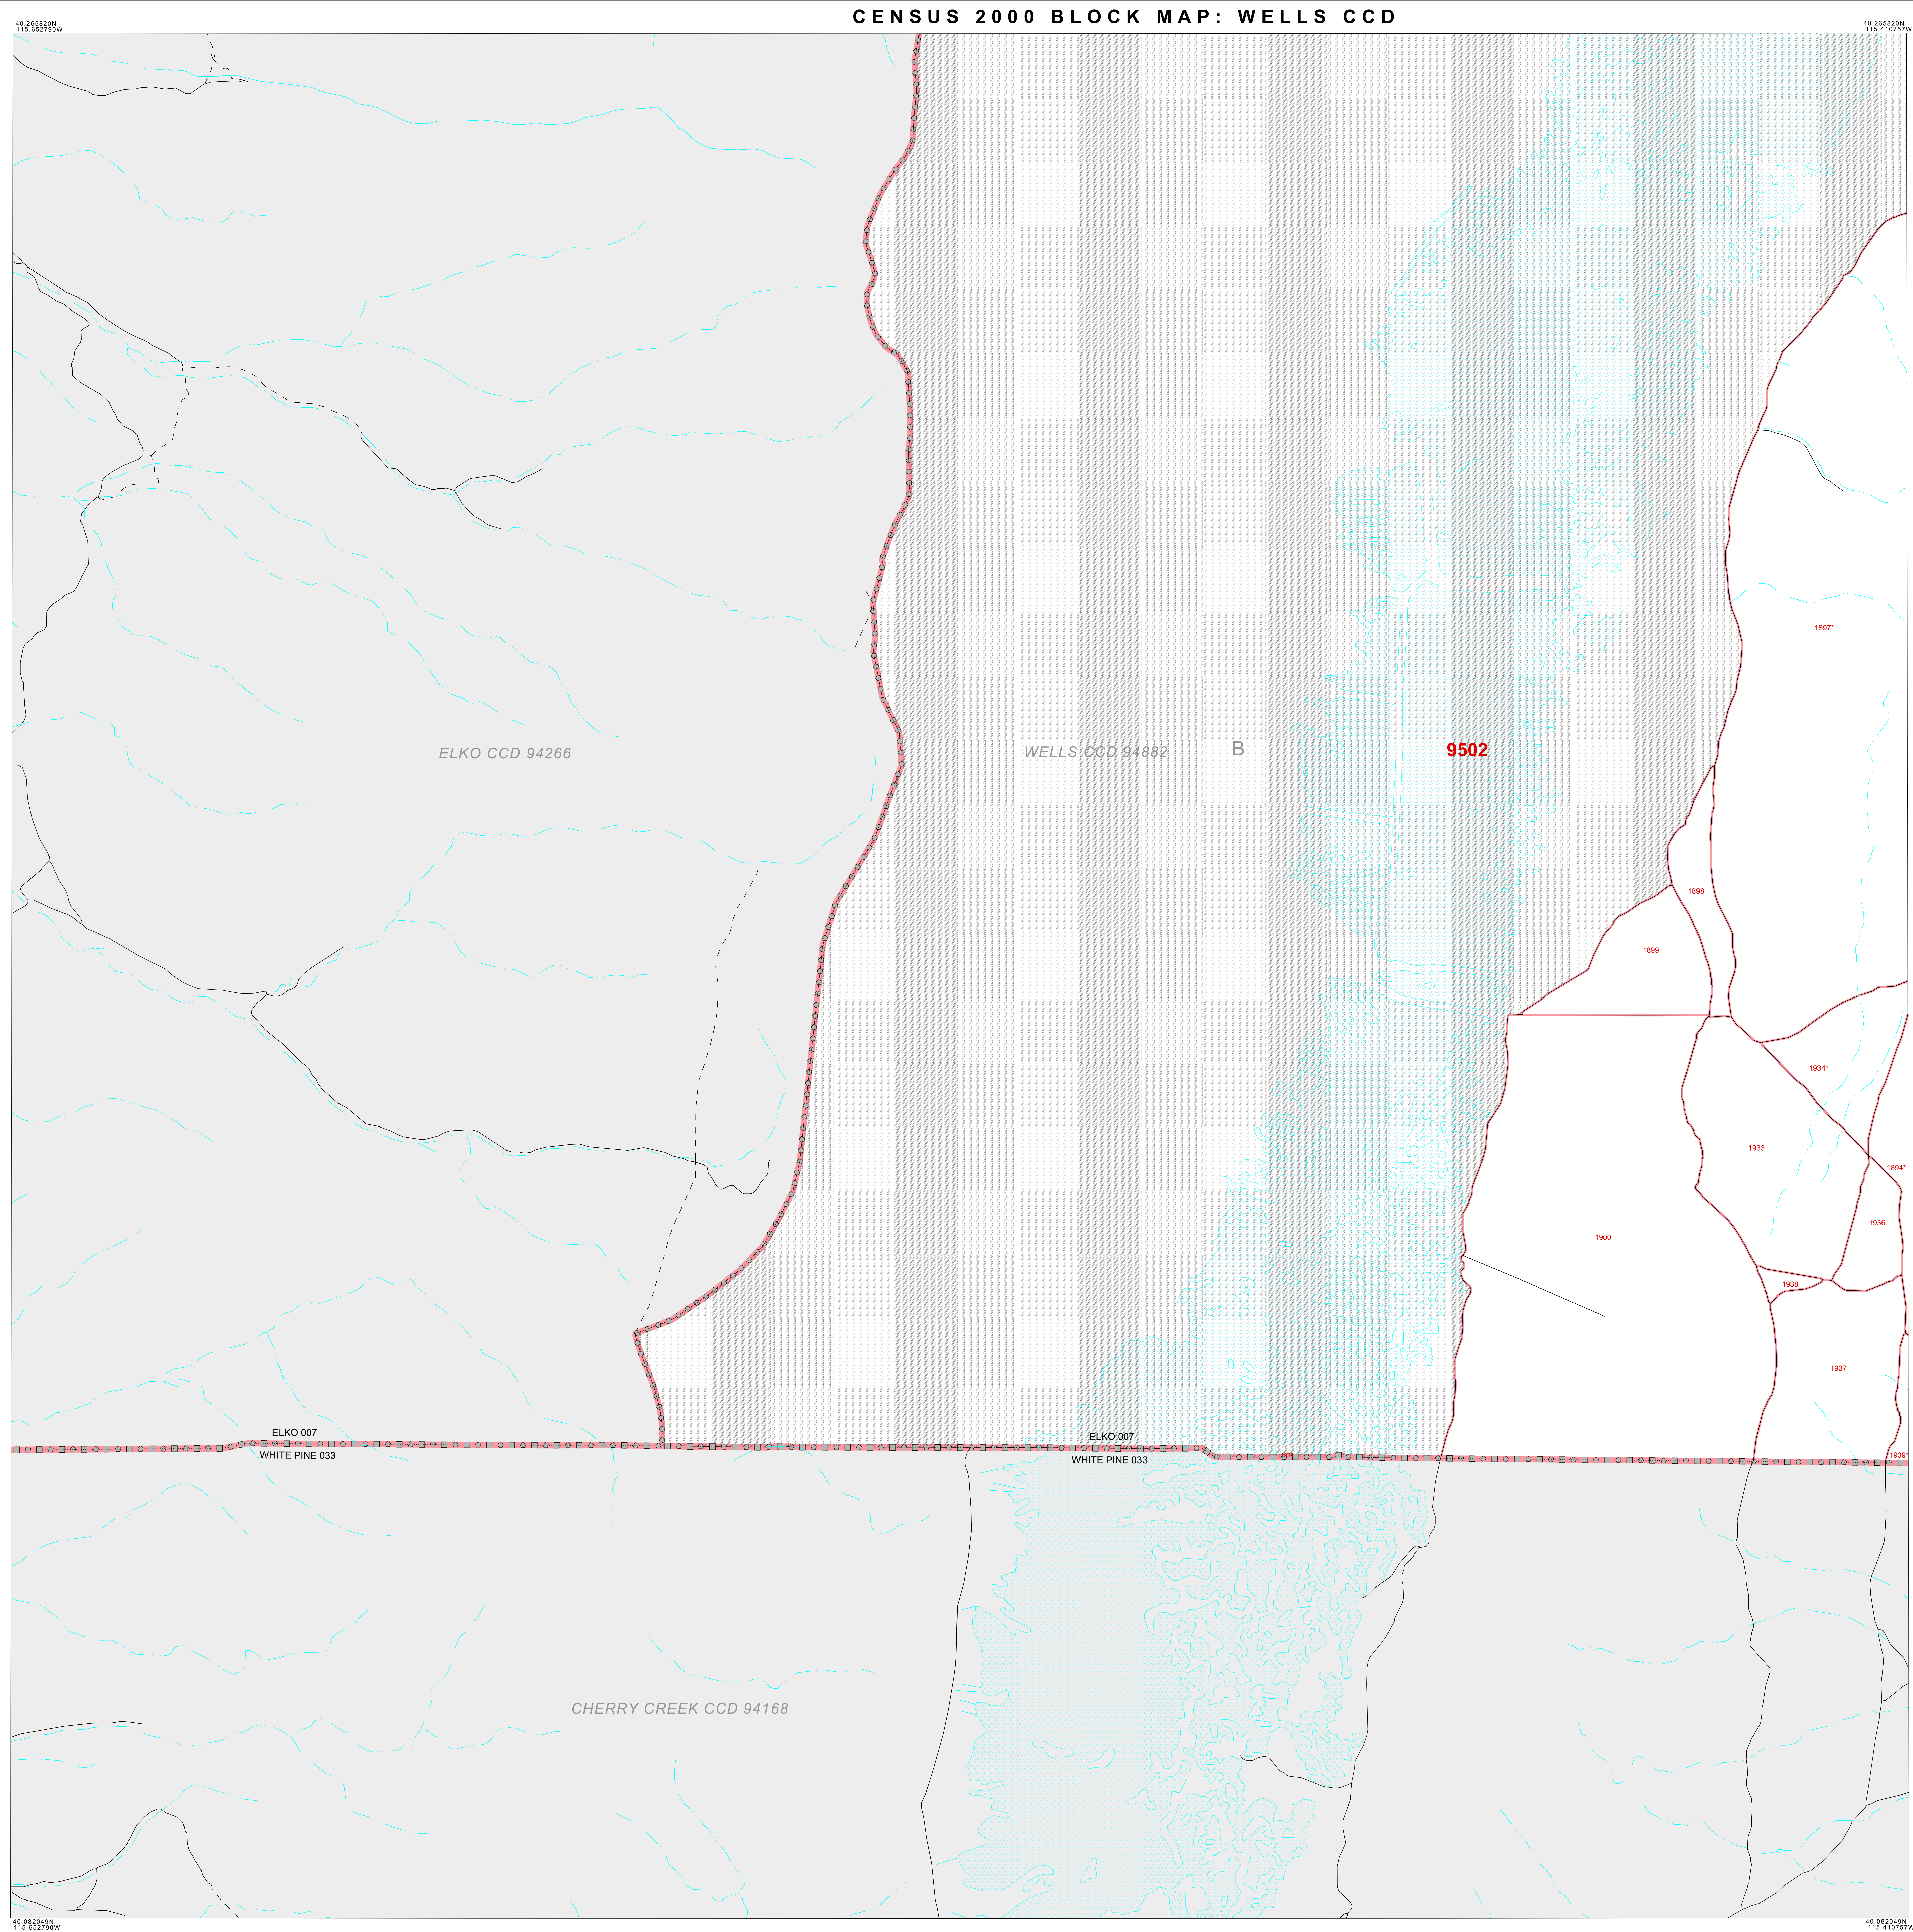 CENSUS 2000 BLOCK MAP: WELLS CCD
40.265820N
115.652790W
40.265820N
115.410757W
1897*
ELKO CCD 94266
WELLS CCD 94882
B
9502
1898
1899
1934*
1933
1894*
1936
1900
1938
1937
ELKO 007
WHITE PINE 033
ELKO 007
WHITE PINE 033
1939*
CHERRY CREEK CCD 94168
40.082049N
115.652790W
40.082049N
115.410757W